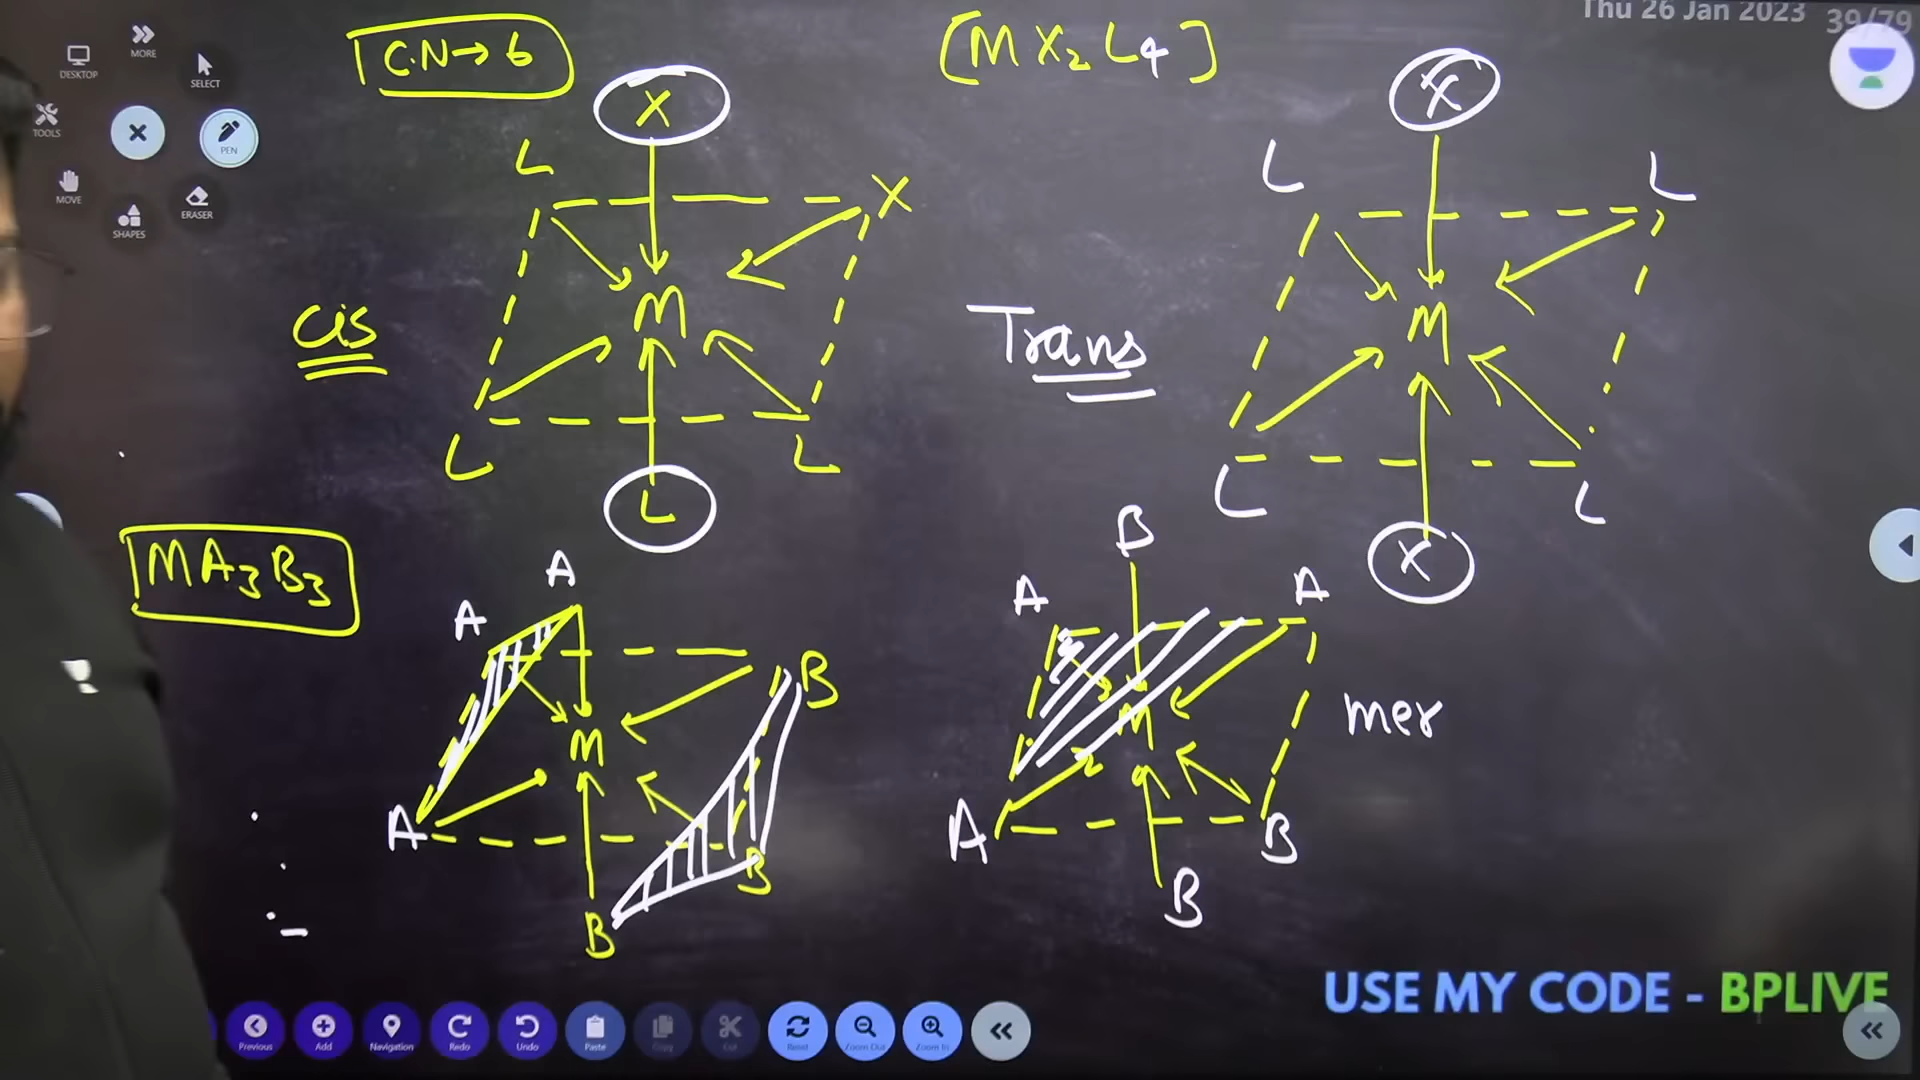 Thu 26 Jan 2023 39/79
C.N → 6
[MX₂L₄]
DESKTOP
MORE
SELECT
TOOLS
PEN
MOVE
SHAPES
ERASER
X
L
X
M
L
L
L
cis
X
L
L
M
L
L
X
Trans
MA₃B₃
A
A
B
M
A
B
B
B
A
A
M
A
B
B
mer
USE MY CODE - BPLIVE
Previous
Add
Navigation
Redo
Undo
Paste
Copy
Cut
Reset
Zoom Out
Zoom In